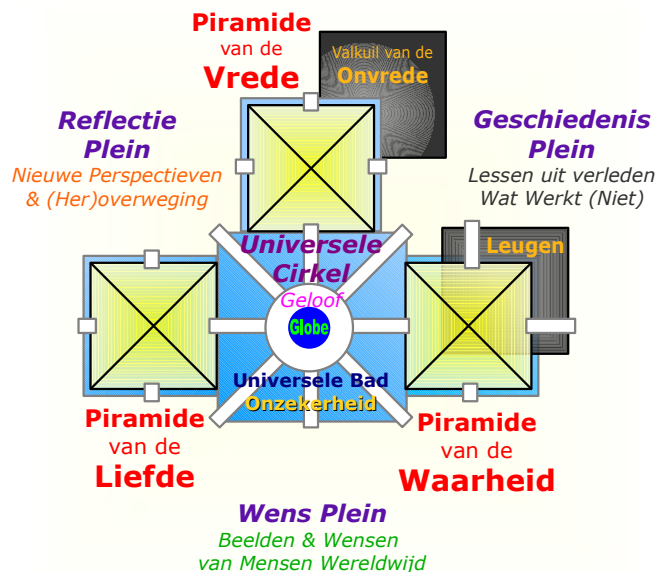 Piramide
van de
Vrede
Valkuil van de
Onvrede
Reflectie
Plein
Nieuwe Perspectieven
& (Her)overweging
Geschiedenis
Plein
Lessen uit verleden
Wat Werkt (Niet)
Universele
Cirkel
Geloof
Globe
Leugen
Universele Bad
Onzekerheid
Piramide
van de
Liefde
Piramide
van de
Waarheid
Wens Plein
Beelden & Wensen
van Mensen Wereldwijd